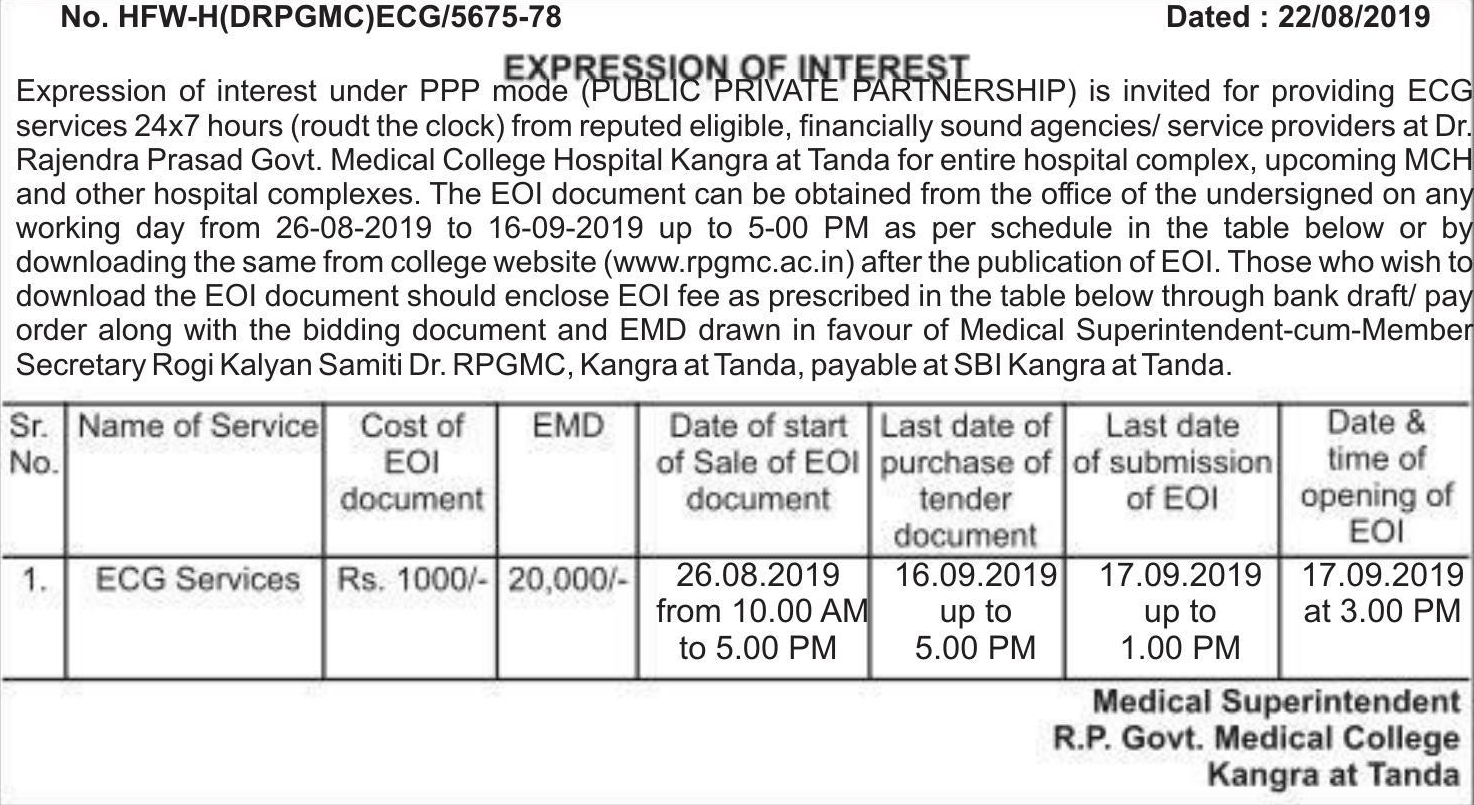 No. HFW-H(DRPGMC)ECG/5675-78 Dated : 22/08/2019
EXPRESSION OF INTEREST
Expression of interest under PPP mode (PUBLIC PRIVATE PARTNERSHIP) is invited for providing ECG
services 24x7 hours (roudt the clock) from reputed eligible, financially sound agencies/ service providers at Dr.
Rajendra Prasad Govt. Medical College Hospital Kangra at Tanda for entire hospital complex, upcoming MCH
and other hospital complexes. The EOI document can be obtained from the office of the undersigned on any
working day from 26-08-2019 to 16-09-2019 up to 5-00 PM as per schedule in the table below or by
downloading the same from college website (www.rpgmc.ac.in) after the publication of EOI. Those who wish to
download the EOI document should enclose EOI fee as prescribed in the table below through bank draft/ pay
order along with the bidding document and EMD drawn in favour of Medical Superintendent-cum-Member
Secretary Rogi Kalyan Samiti Dr. RPGMC, Kangra at Tanda, payable at SBI Kangra at Tanda.
Sr. Name of Service Cost of EMD Date of start Last date of Last date Date &
No. EOI of Sale of EOI purchase of of submission time of
document document tender of EOI opening of
document EOI
1. ECG Services Rs. 1000/- 20,000/- 26.08.2019 16.09.2019 17.09.2019 17.09.2019
from 10.00 AM up to up to at 3.00 PM
to 5.00 PM 5.00 PM 1.00 PM
Medical Superintendent
R.P. Govt. Medical College
Kangra at Tanda